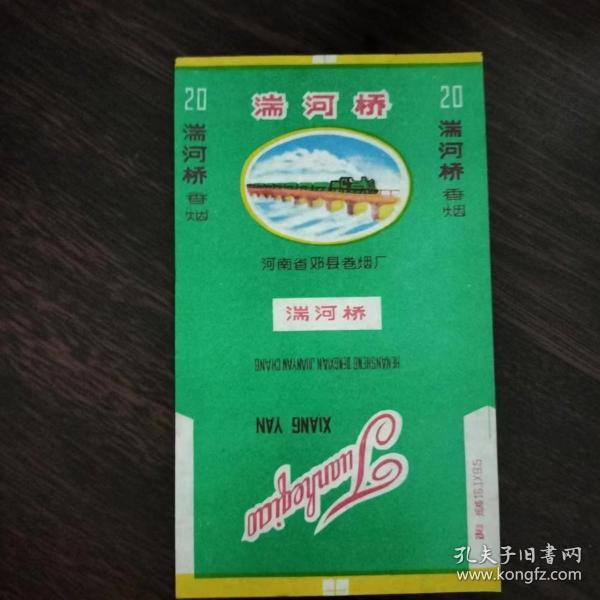 20
湍河桥
20
湍河桥
香烟
湍河桥
香烟
河南省邓县卷烟厂
湍河桥
HENANSHENG DENGXIAN JUANYAN CHANG
XIANG YAN
Tuanheqiao
孔夫子旧书网
www.kongfz.com